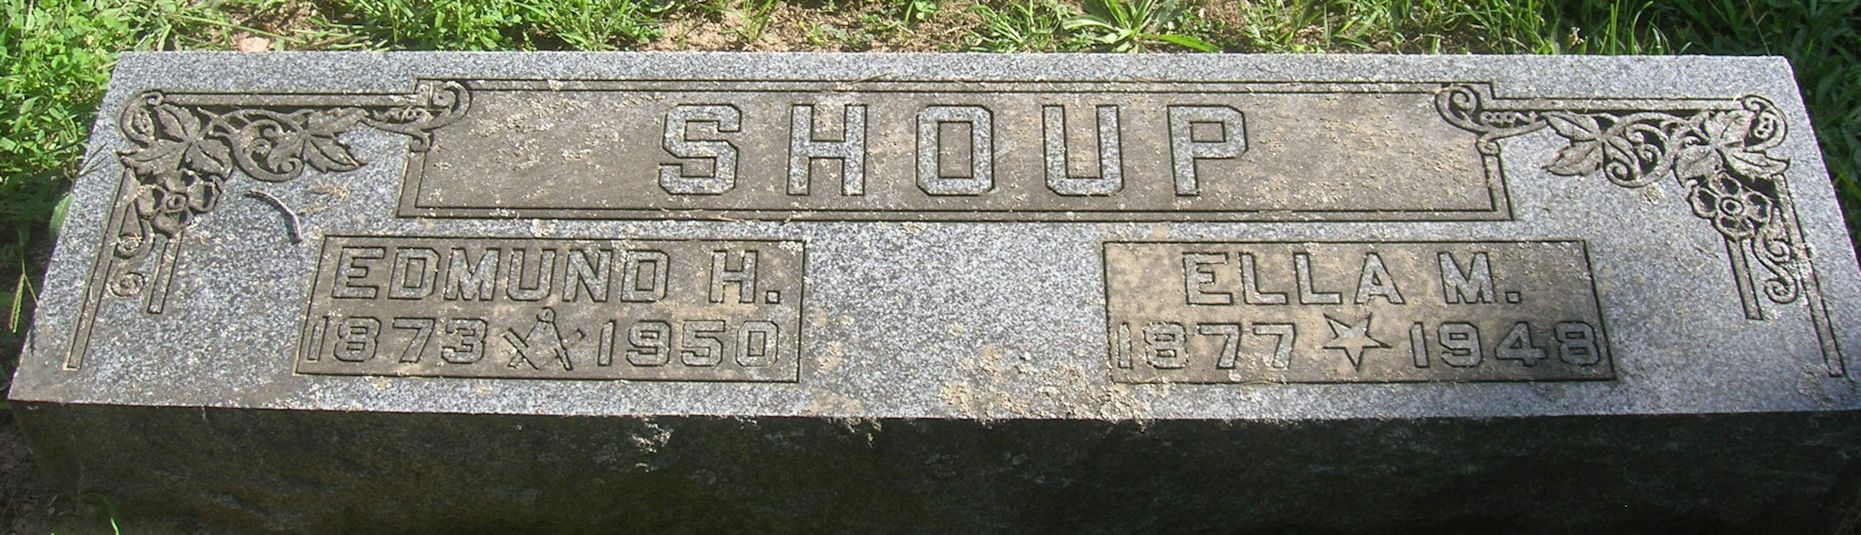 SHOUP
EDMUND H.
1873 1950
ELLA M.
1877 1948